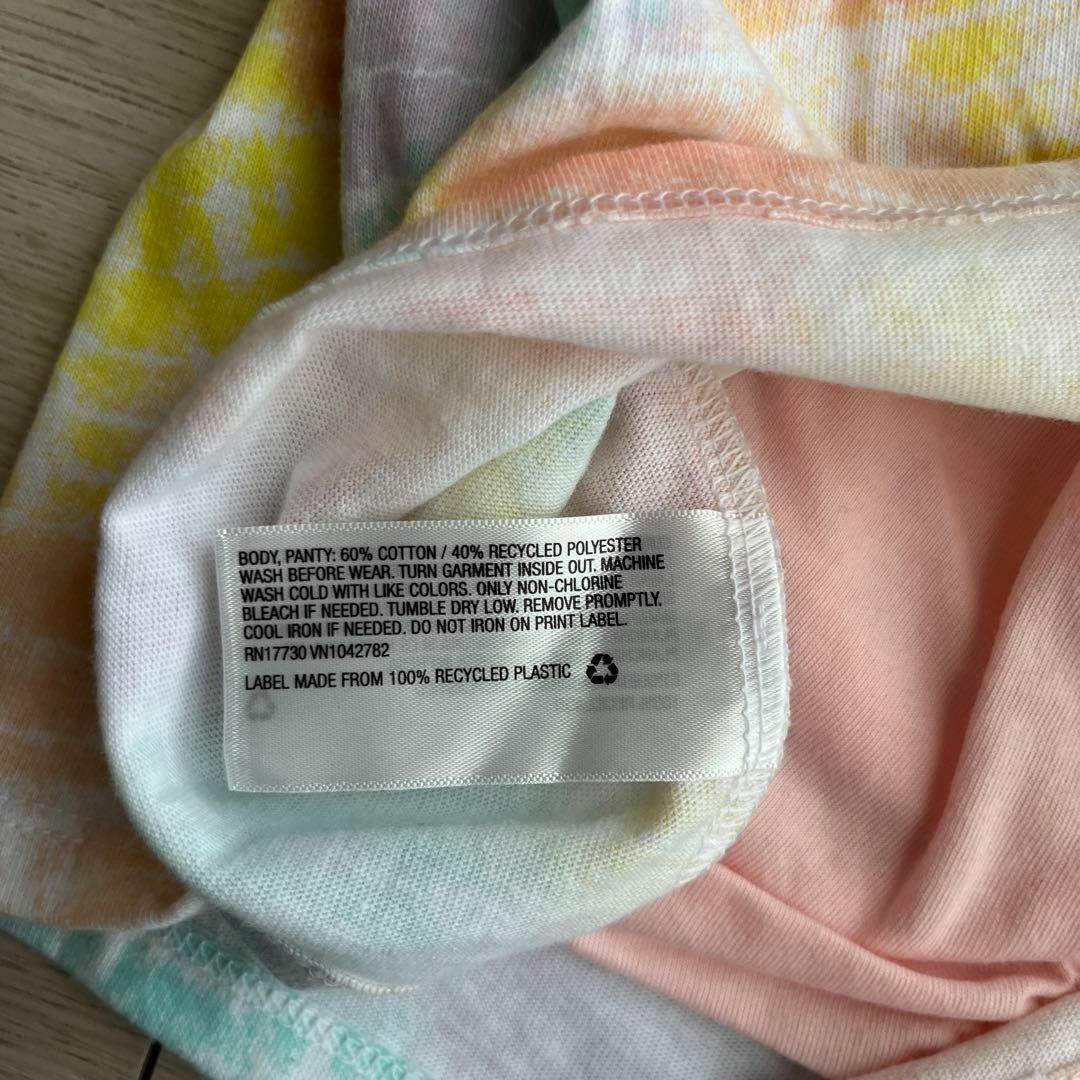 BODY, PANTY: 60% COTTON / 40% RECYCLED POLYESTER
WASH BEFORE WEAR. TURN GARMENT INSIDE OUT. MACHINE
WASH COLD WITH LIKE COLORS. ONLY NON-CHLORINE
BLEACH IF NEEDED. TUMBLE DRY LOW. REMOVE PROMPTLY.
COOL IRON IF NEEDED. DO NOT IRON ON PRINT LABEL.
RN17730 VN1042782
LABEL MADE FROM 100% RECYCLED PLASTIC